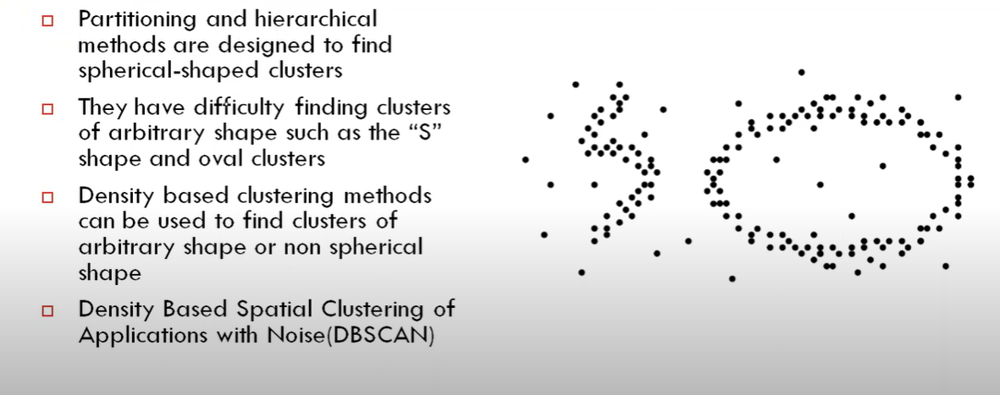 Partitioning and hierarchical
methods are designed to find
spherical-shaped clusters
They have difficulty finding clusters
of arbitrary shape such as the “S”
shape and oval clusters
Density based clustering methods
can be used to find clusters of
arbitrary shape or non spherical
shape
Density Based Spatial Clustering of
Applications with Noise(DBSCAN)